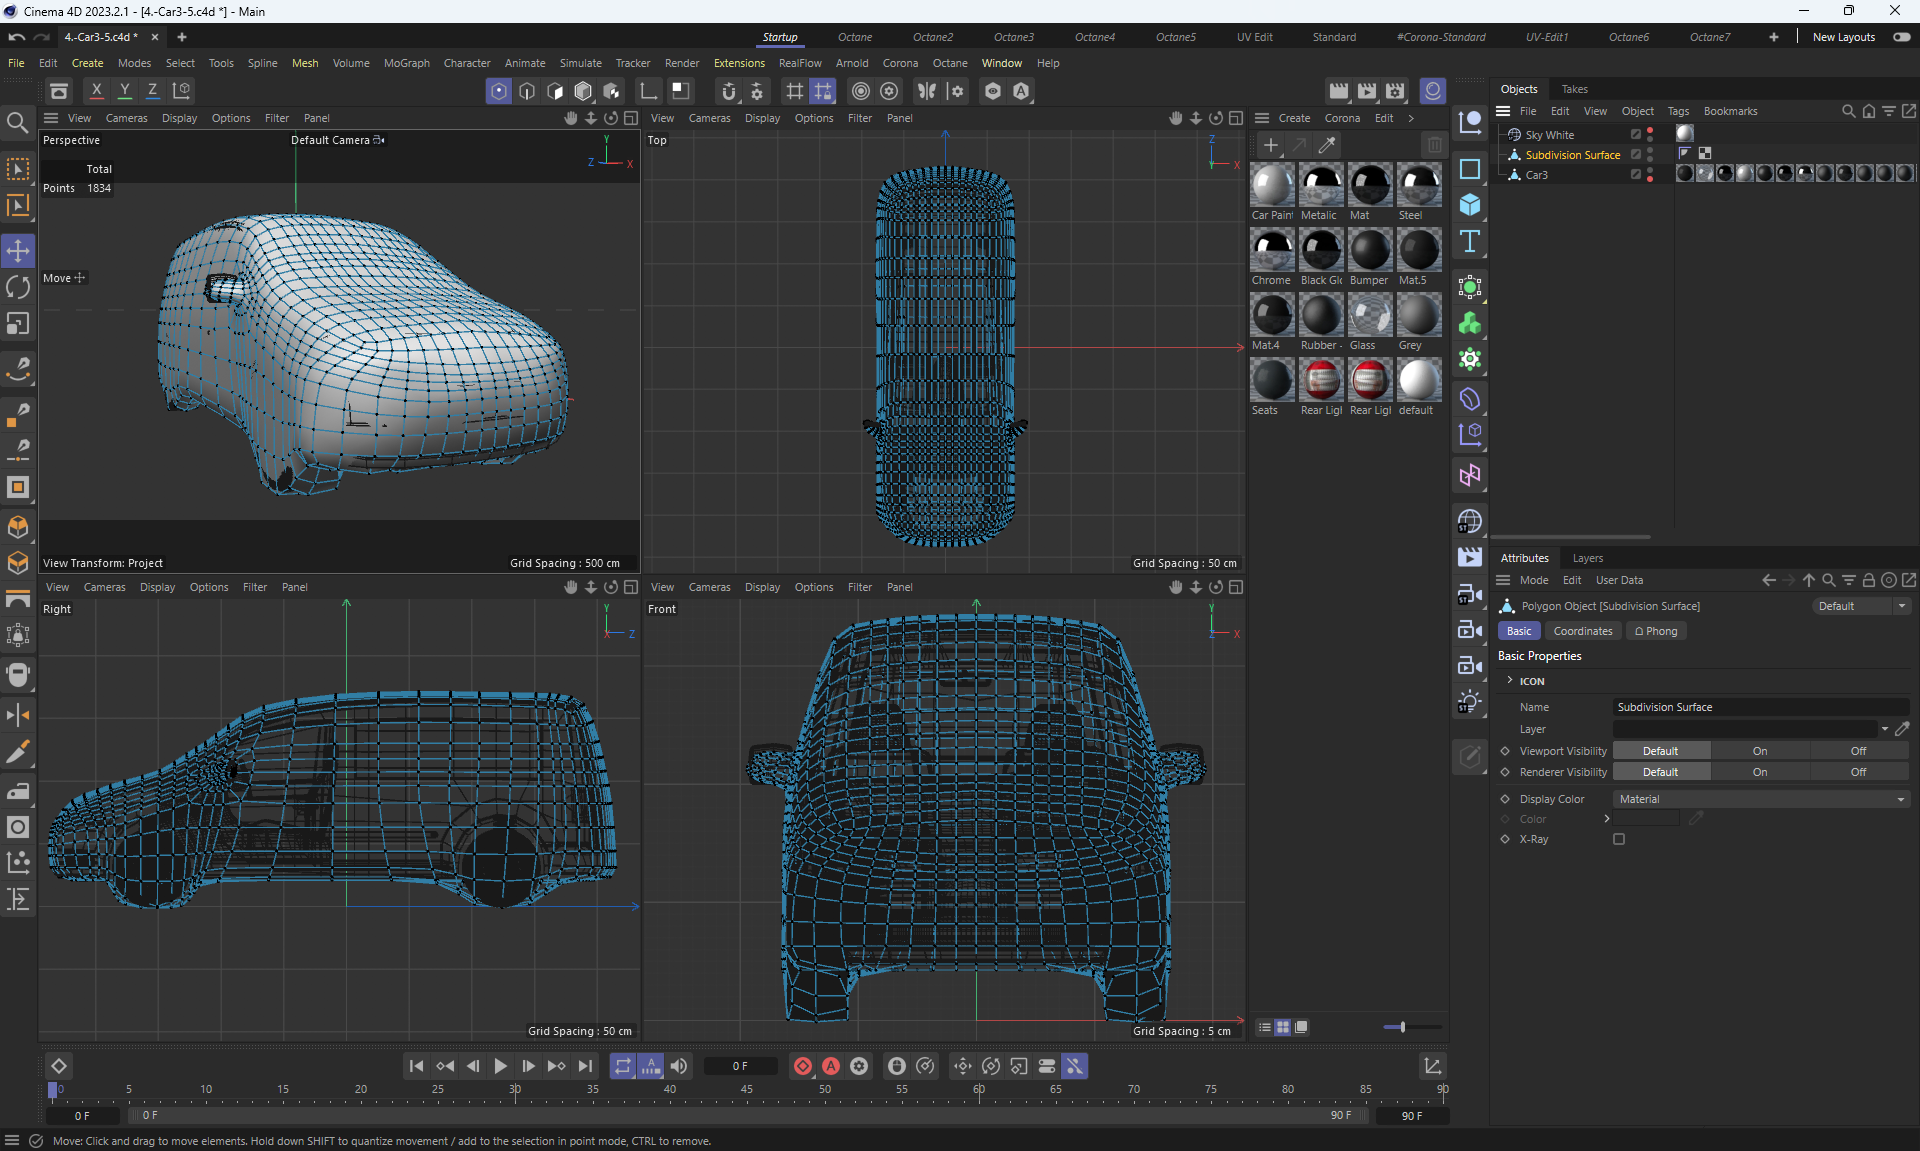 Cinema 4D 2023.2.1 - [4.-Car3-5.c4d *] - Main
4.-Car3-5.c4d *
Startup Octane Octane2 Octane3 Octane4 Octane5 UV Edit Standard #Corona-Standard UV-Edit1 Octane6 Octane7 New Layouts
File Edit Create Modes Select Tools Spline Mesh Volume MoGraph Character Animate Simulate Tracker Render Extensions RealFlow Arnold Corona Octane Window Help
X Y Z
Objects Takes
File Edit View Object Tags Bookmarks
Sky White
Subdivision Surface
Car3
View Cameras Display Options Filter Panel
Perspective
Default Camera
Total
Points 1834
Move
Y
Z X
View Transform: Project
Grid Spacing : 500 cm
View Cameras Display Options Filter Panel
Top
Z
Y X
Grid Spacing : 50 cm
Create Corona Edit
Car Pain Metalic Mat Steel
Chrome Black Glo Bumper Mat.5
Mat.4 Rubber - Glass Grey
Seats Rear Ligl Rear Ligl default
View Cameras Display Options Filter Panel
Right
Y
X Z
Grid Spacing : 50 cm
View Cameras Display Options Filter Panel
Front
Y
Z X
Grid Spacing : 5 cm
ST
ST
ST
Attributes Layers
Mode Edit User Data
Polygon Object [Subdivision Surface]
Default
Basic Coordinates Phong
Basic Properties
ICON
Name Subdivision Surface
Layer
Viewport Visibility Default On Off
Renderer Visibility Default On Off
Display Color Material
Color
X-Ray
0 F
0 5 10 15 20 25 30 35 40 45 50 55 60 65 70 75 80 85 90
0 F 0 F 90 F 90 F
Move: Click and drag to move elements. Hold down SHIFT to quantize movement / add to the selection in point mode, CTRL to remove.